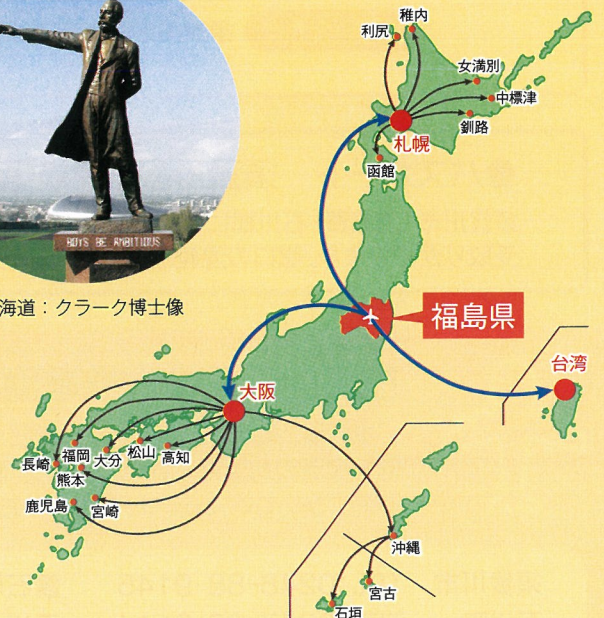 BOYS BE AMBITIOUS
海道：クラーク博士像
稚内
利尻
女満別
中標津
釧路
札幌
函館
福島県
台湾
大阪
福岡
大分
松山
高知
長崎
熊本
鹿児島
宮崎
沖縄
宮古
石垣